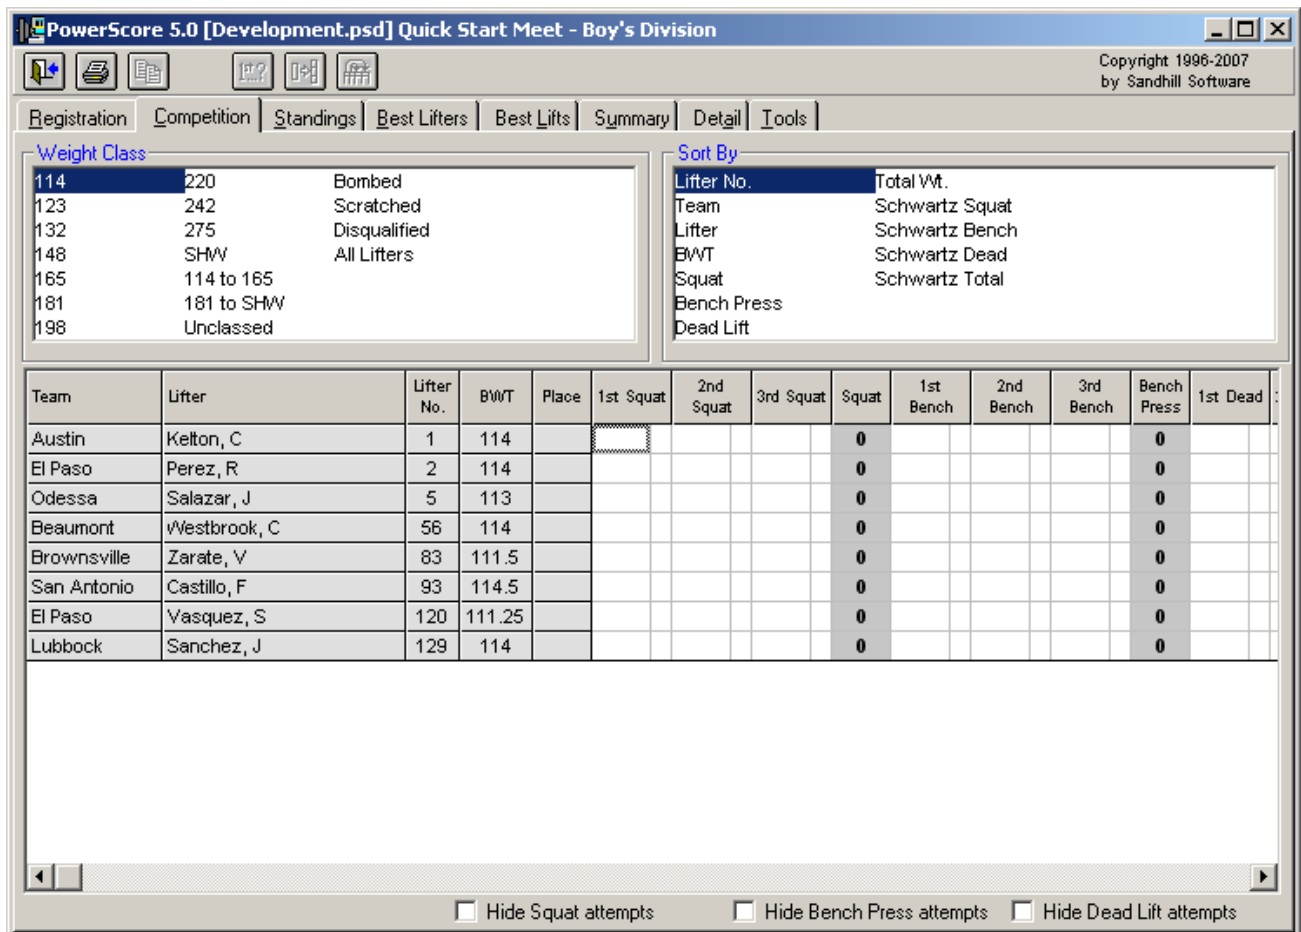 PowerScore 5.0 [Development.psd] Quick Start Meet - Boy's Division
1st.?
Copyright 1996-2007
by Sandhill Software
Registration Competition Standings Best Lifters Best Lifts Summary Detail Tools
Weight Class
114 220 Bombed
123 242 Scratched
132 275 Disqualified
148 SHW All Lifters
165 114 to 165
181 181 to SHW
198 Unclassed
Sort By
Lifter No. Total Wt.
Team Schwartz Squat
Lifter Schwartz Bench
BWT Schwartz Dead
Squat Schwartz Total
Bench Press
Dead Lift
Team Lifter Lifter No. BWT Place 1st Squat 2nd Squat 3rd Squat Squat 1st Bench 2nd Bench 3rd Bench Bench Press 1st Dead
Austin Kelton, C 1 114 0 0
El Paso Perez, R 2 114 0 0
Odessa Salazar, J 5 113 0 0
Beaumont Westbrook, C 56 114 0 0
Brownsville Zarate, V 83 111.5 0 0
San Antonio Castillo, F 93 114.5 0 0
El Paso Vasquez, S 120 111.25 0 0
Lubbock Sanchez, J 129 114 0 0
Hide Squat attempts Hide Bench Press attempts Hide Dead Lift attempts